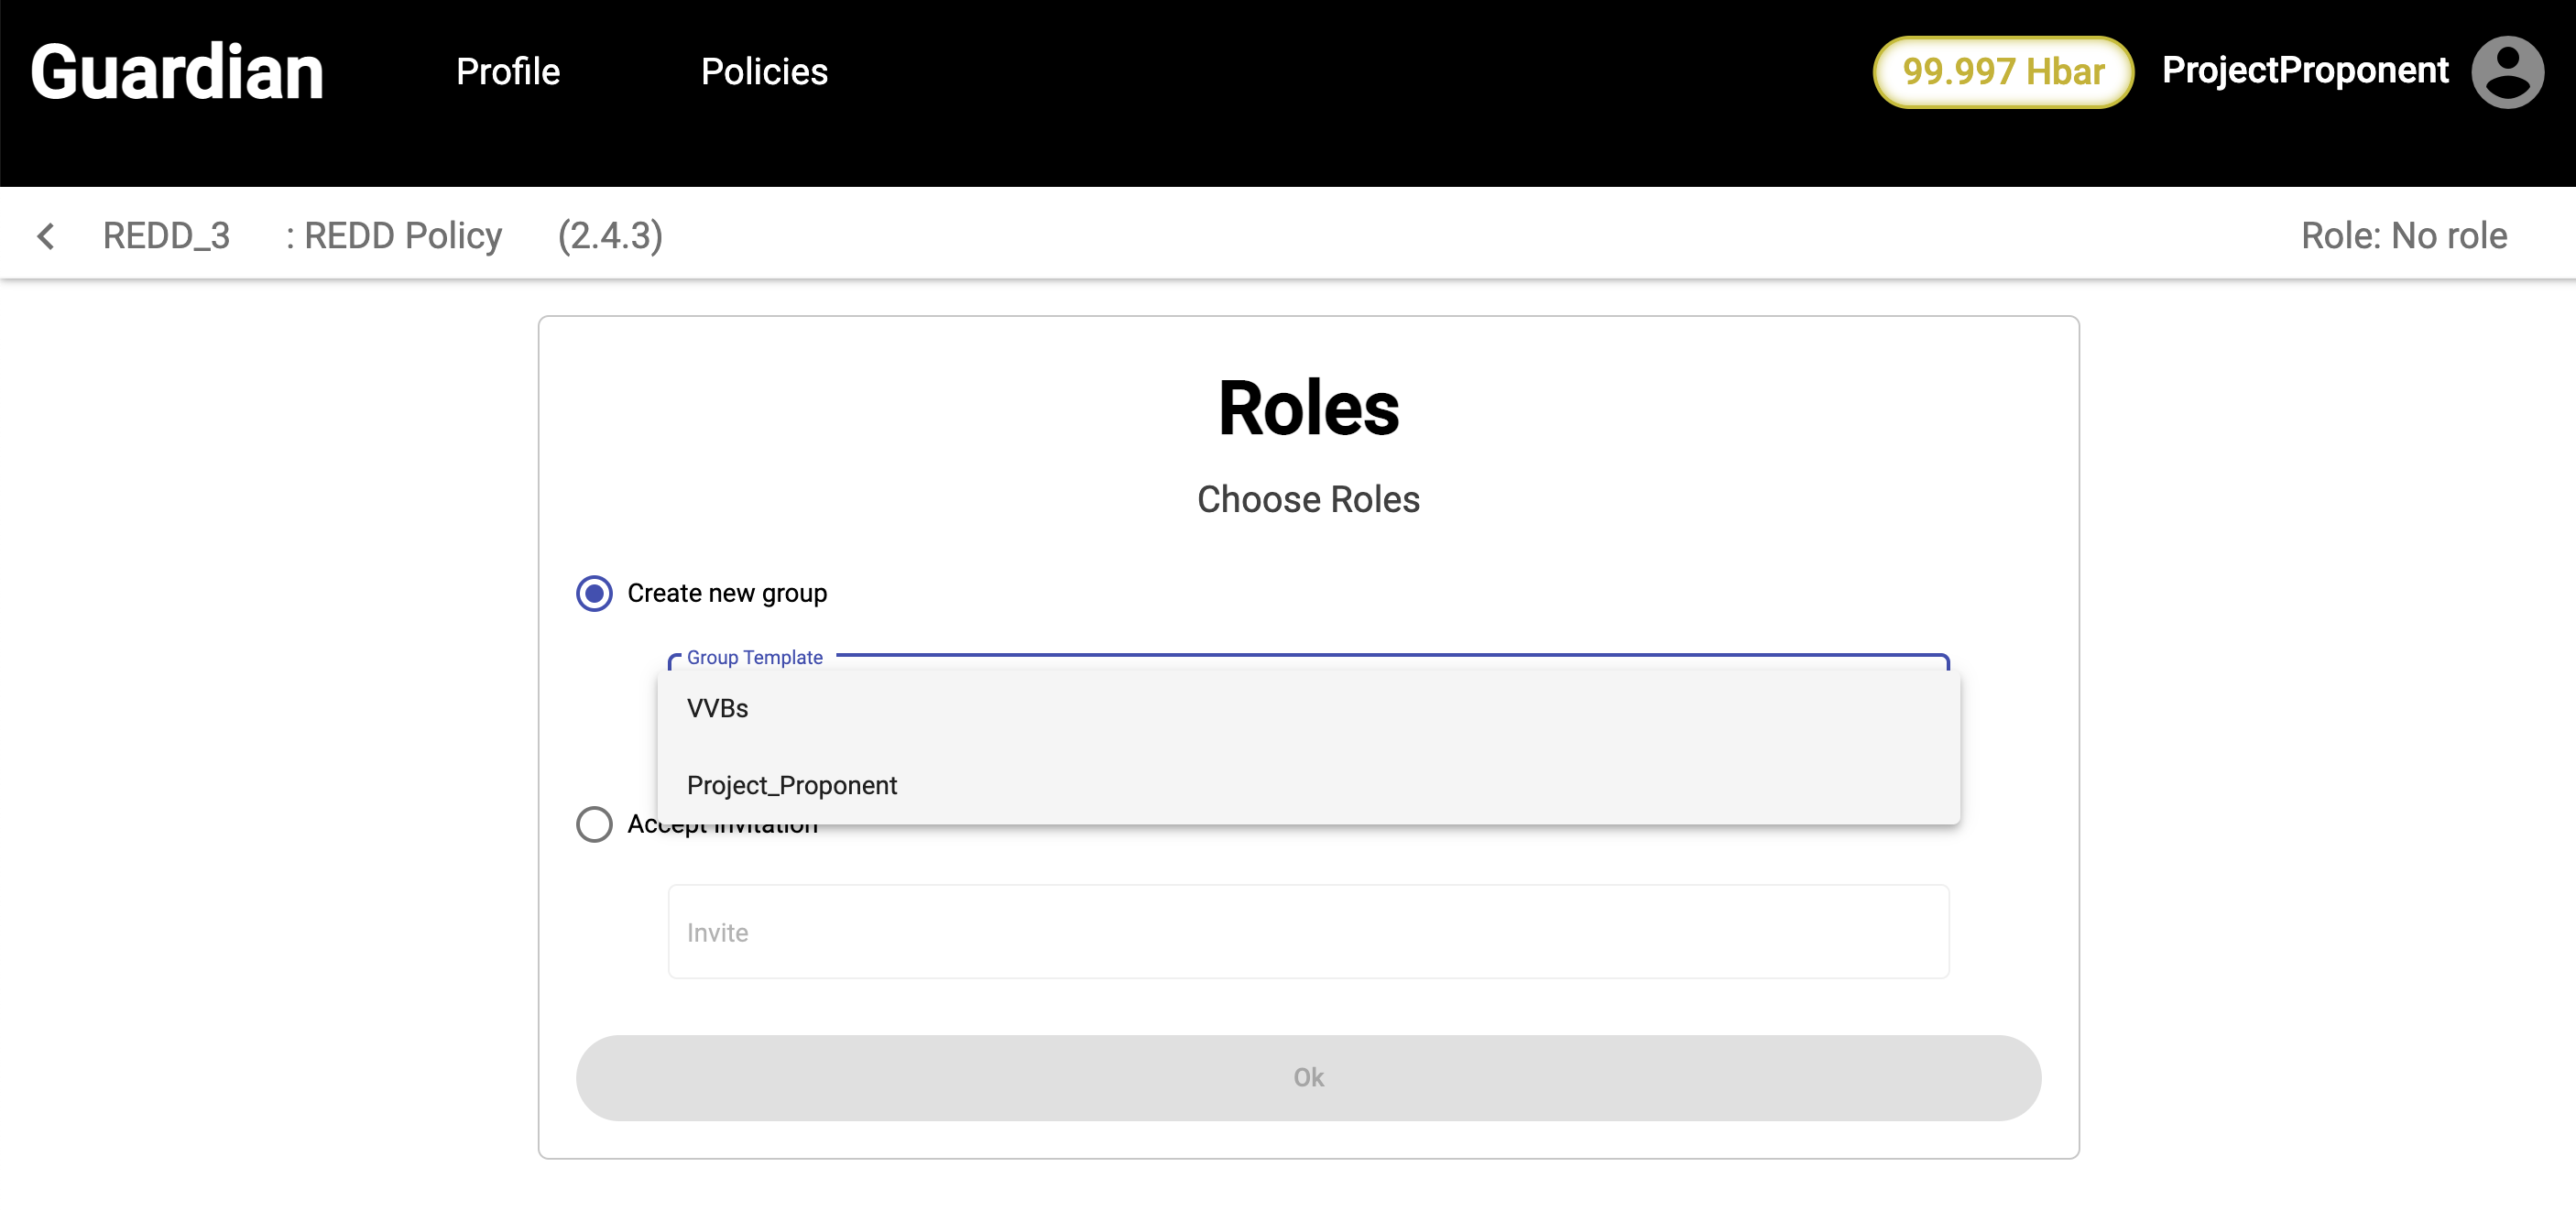 Guardian Profile Policies 99.997 Hbar ProjectProponent
REDD_3 : REDD Policy (2.4.3) Role: No role
Roles
Choose Roles
Create new group
Group Template
VVBs
Project_Proponent
Accept invitation
Invite
Ok